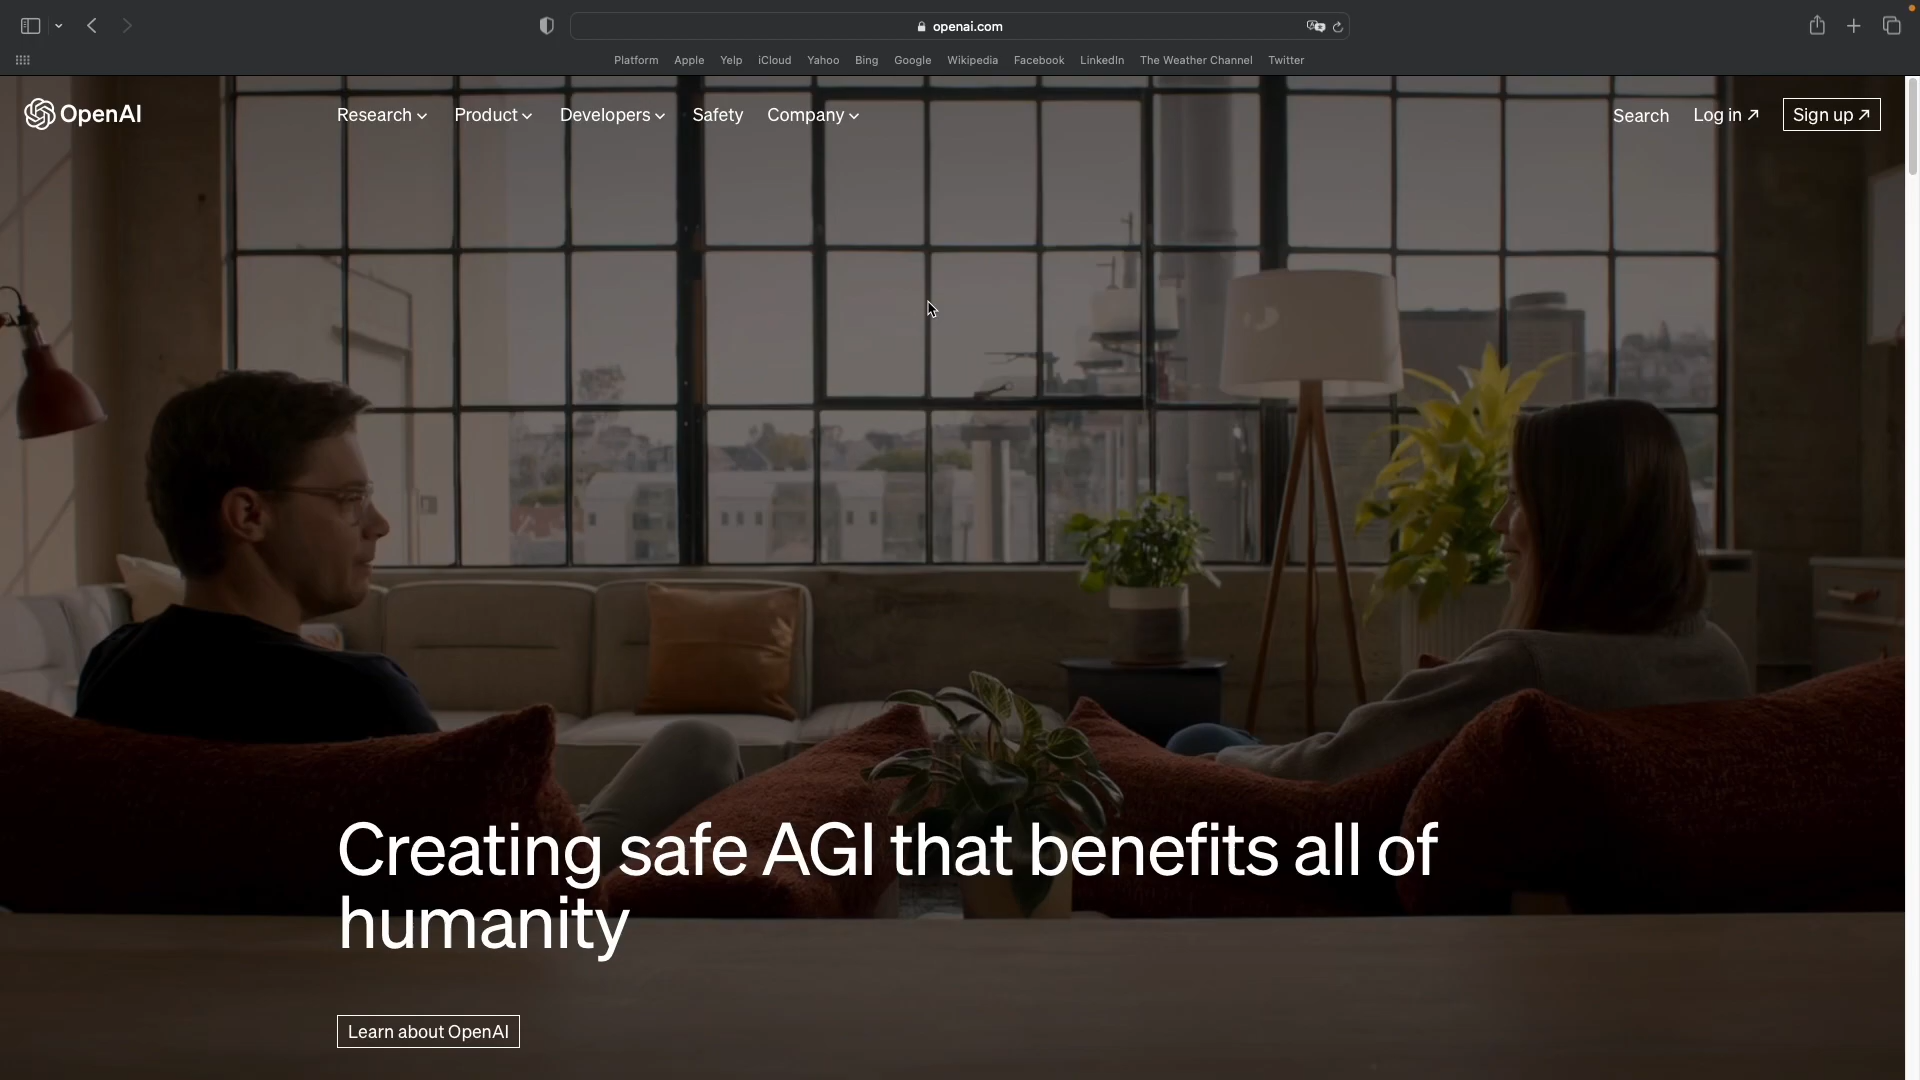 openai.com
Platform Apple Yelp iCloud Yahoo Bing Google Wikipedia Facebook LinkedIn The Weather Channel Twitter
OpenAI Research Product Developers Safety Company Search Log in Sign up
Creating safe AGI that benefits all of
humanity
Learn about OpenAI